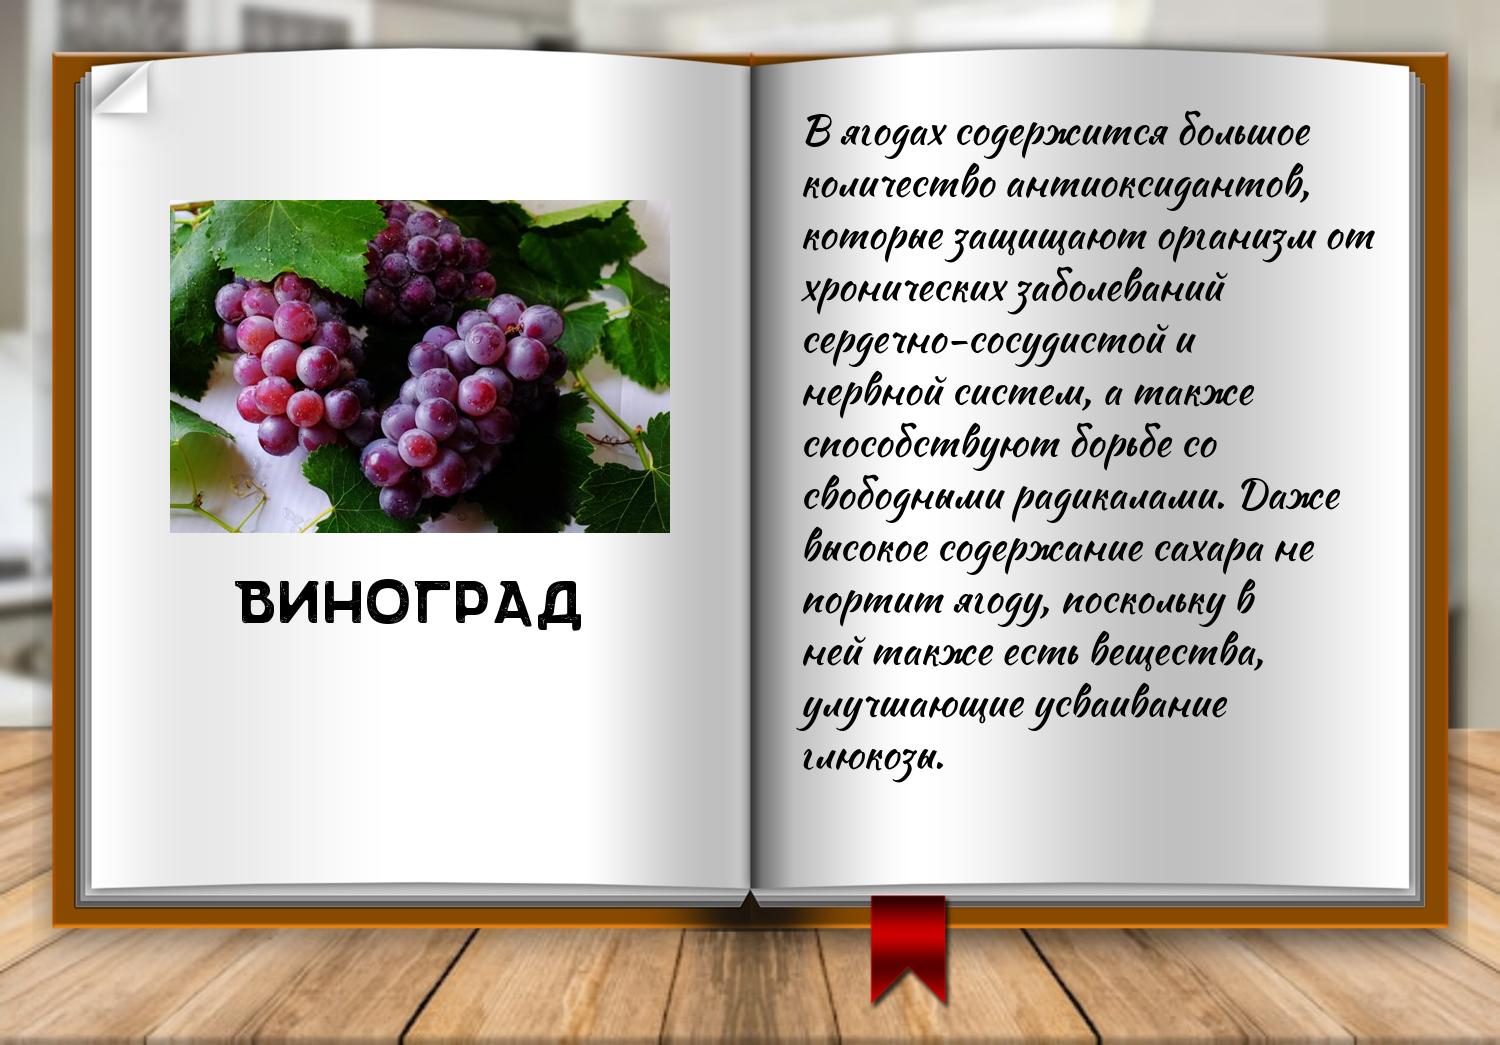 ВИНОГРАД
В ягодах содержится большое
количество антиоксидантов,
которые защищают организм от
хронических заболеваний
сердечно-сосудистой и
нервной систем, а также
способствуют борьбе со
свободными радикалами. Даже
высокое содержание сахара не
портит ягоду, поскольку в
ней также есть вещества,
улучшающие усваивание
глюкозы.